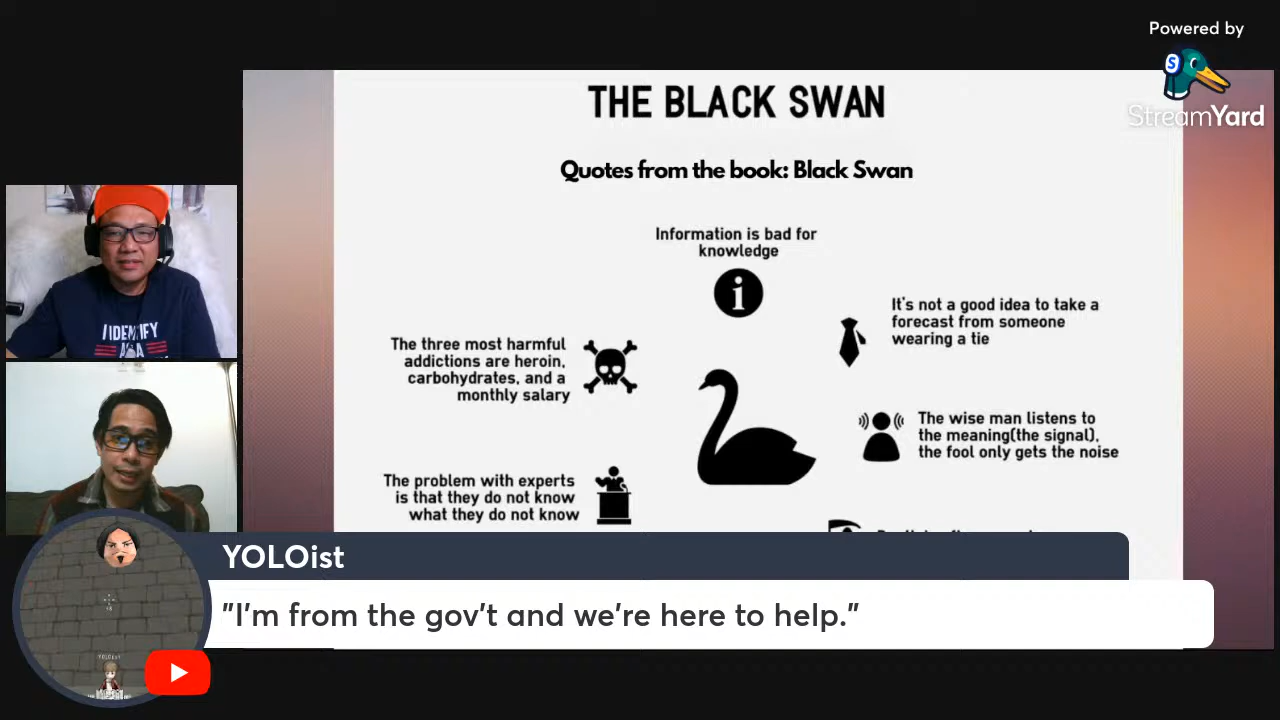 Powered by
StreamYard
THE BLACK SWAN
Quotes from the book: Black Swan
Information is bad for
knowledge
It's not a good idea to take a
forecast from someone
wearing a tie
The three most harmful
addictions are heroin,
carbohydrates, and a
monthly salary
The wise man listens to
the meaning(the signal),
the fool only gets the noise
The problem with experts
is that they do not know
what they do not know
I IDENTIFY
AS A
YOLOist
"I'm from the gov't and we're here to help."
YOLOist